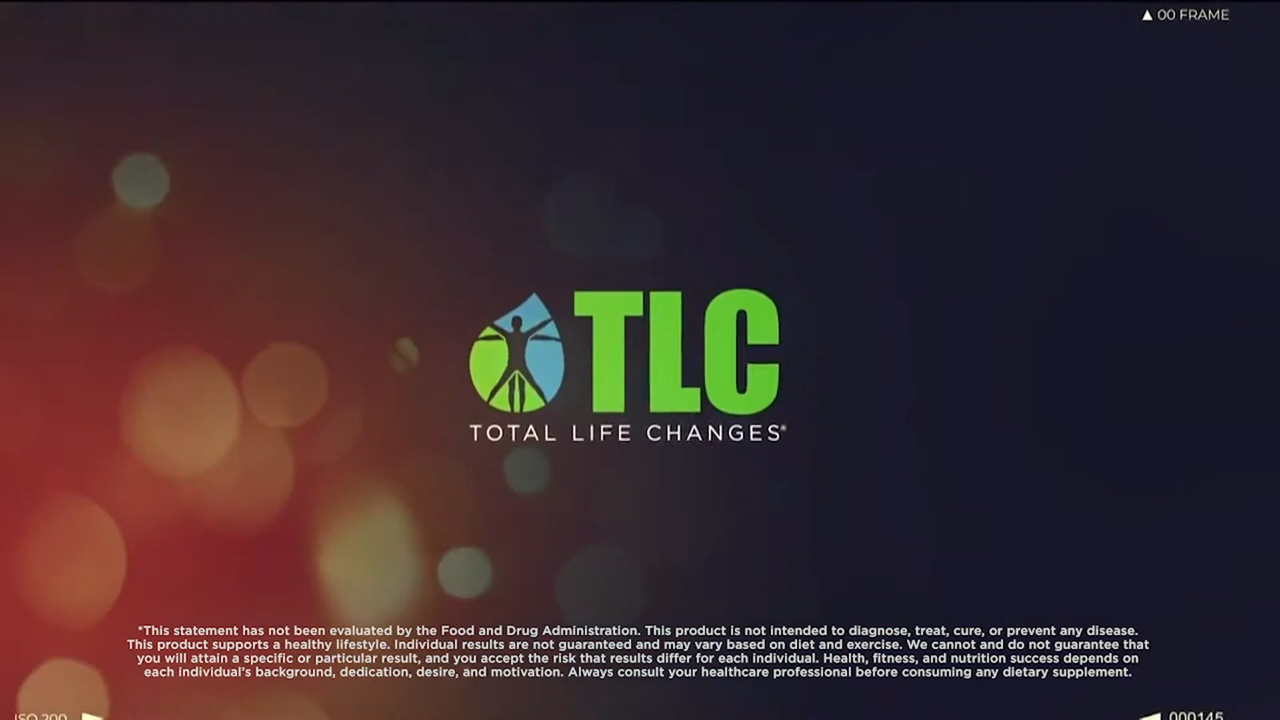 ▲ 00 FRAME
TLC
TOTAL LIFE CHANGES®
*This statement has not been evaluated by the Food and Drug Administration. This product is not intended to diagnose, treat, cure, or prevent any disease.
This product supports a healthy lifestyle. Individual results are not guaranteed and may vary based on diet and exercise. We cannot and do not guarantee that
you will attain a specific or particular result, and you accept the risk that results differ for each individual. Health, fitness, and nutrition success depends on
each individual's background, dedication, desire, and motivation. Always consult your healthcare professional before consuming any dietary supplement.
ISO 200
000145